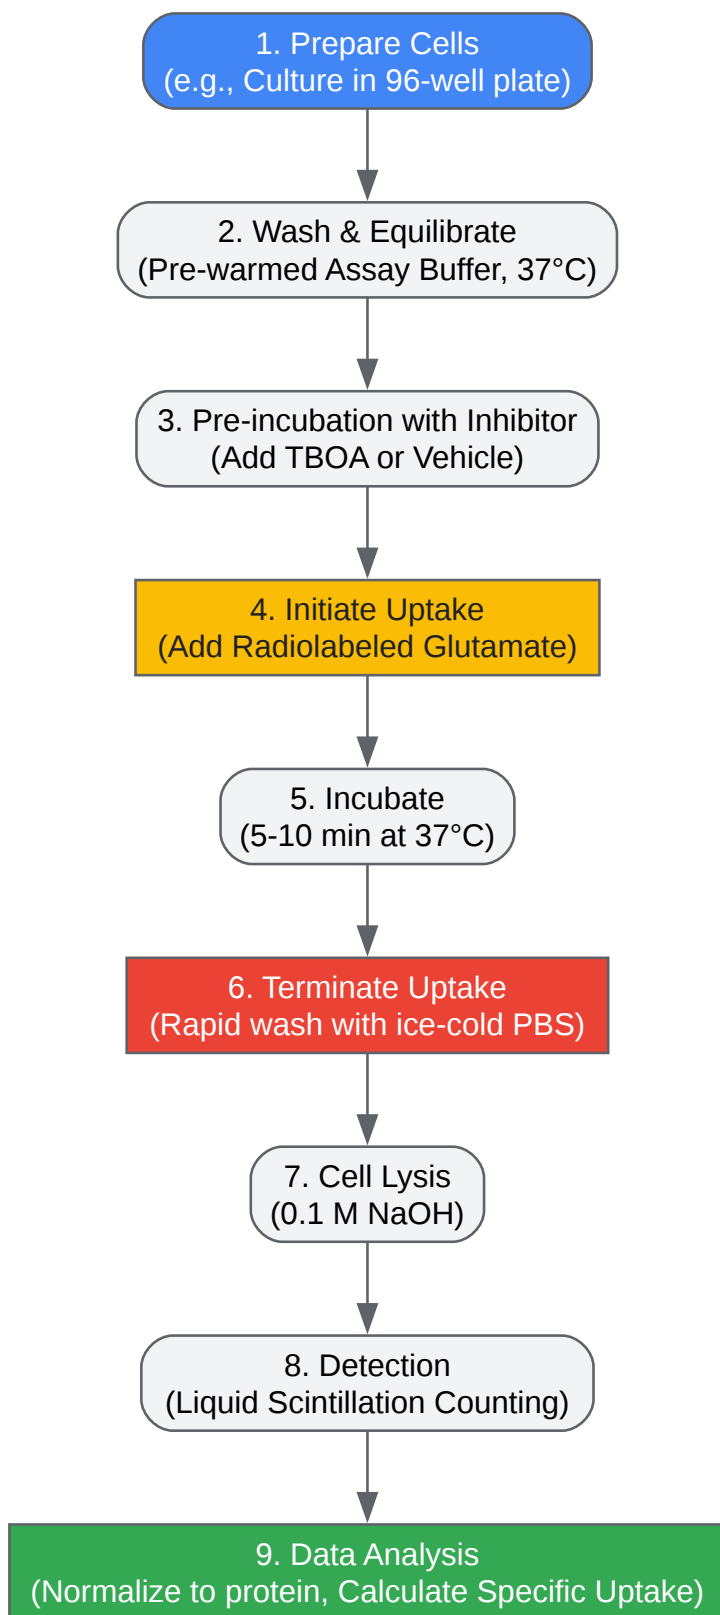 1. Prepare Cells
(e.g., Culture in 96-well plate)
2. Wash & Equilibrate
(Pre-warmed Assay Buffer, 37°C)
3. Pre-incubation with Inhibitor
(Add TBOA or Vehicle)
4. Initiate Uptake
(Add Radiolabeled Glutamate)
5. Incubate
(5-10 min at 37°C)
6. Terminate Uptake
(Rapid wash with ice-cold PBS)
7. Cell Lysis
(0.1 M NaOH)
8. Detection
(Liquid Scintillation Counting)
9. Data Analysis
(Normalize to protein, Calculate Specific Uptake)